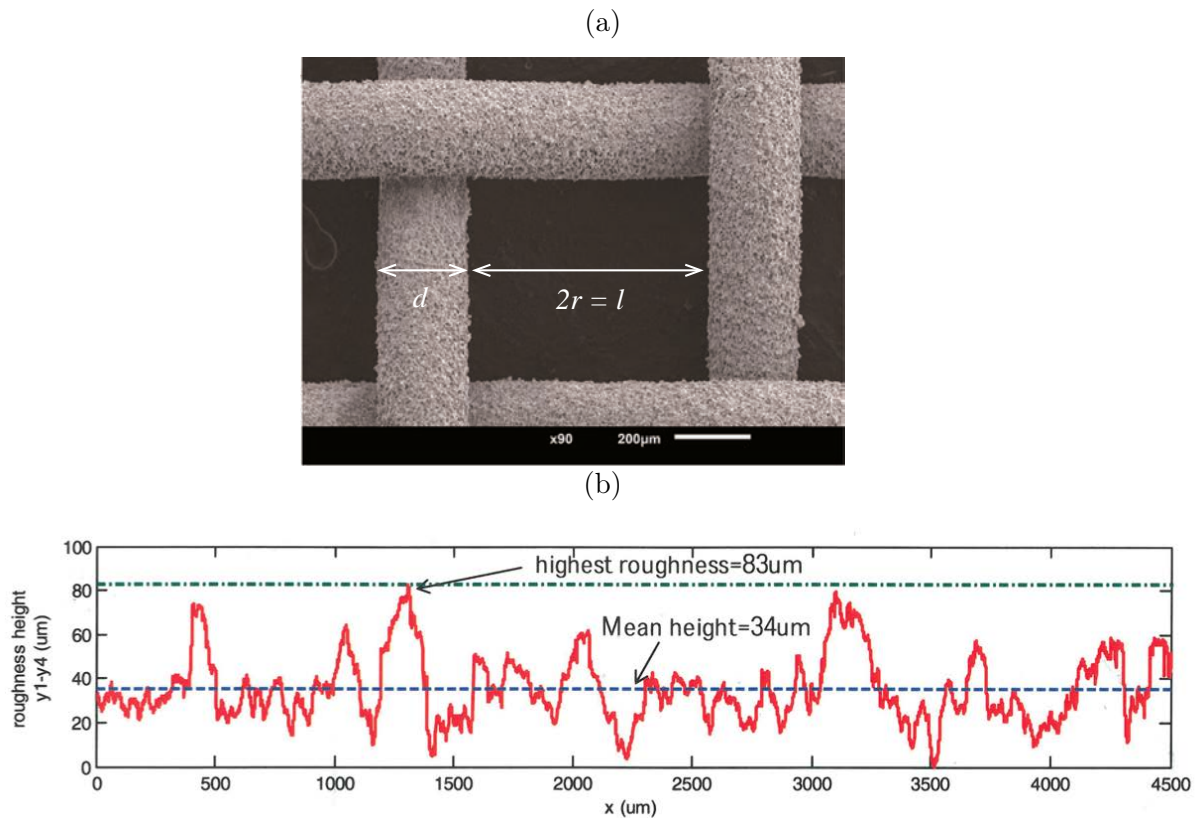 (a)
d
2r = l
x90 200μm
(b)
100
80
60
40
20
0
roughness height
y1-y4 (um)
highest roughness=83um
Mean height=34um
0 500 1000 1500 2000 2500 3000 3500 4000 4500
x (um)